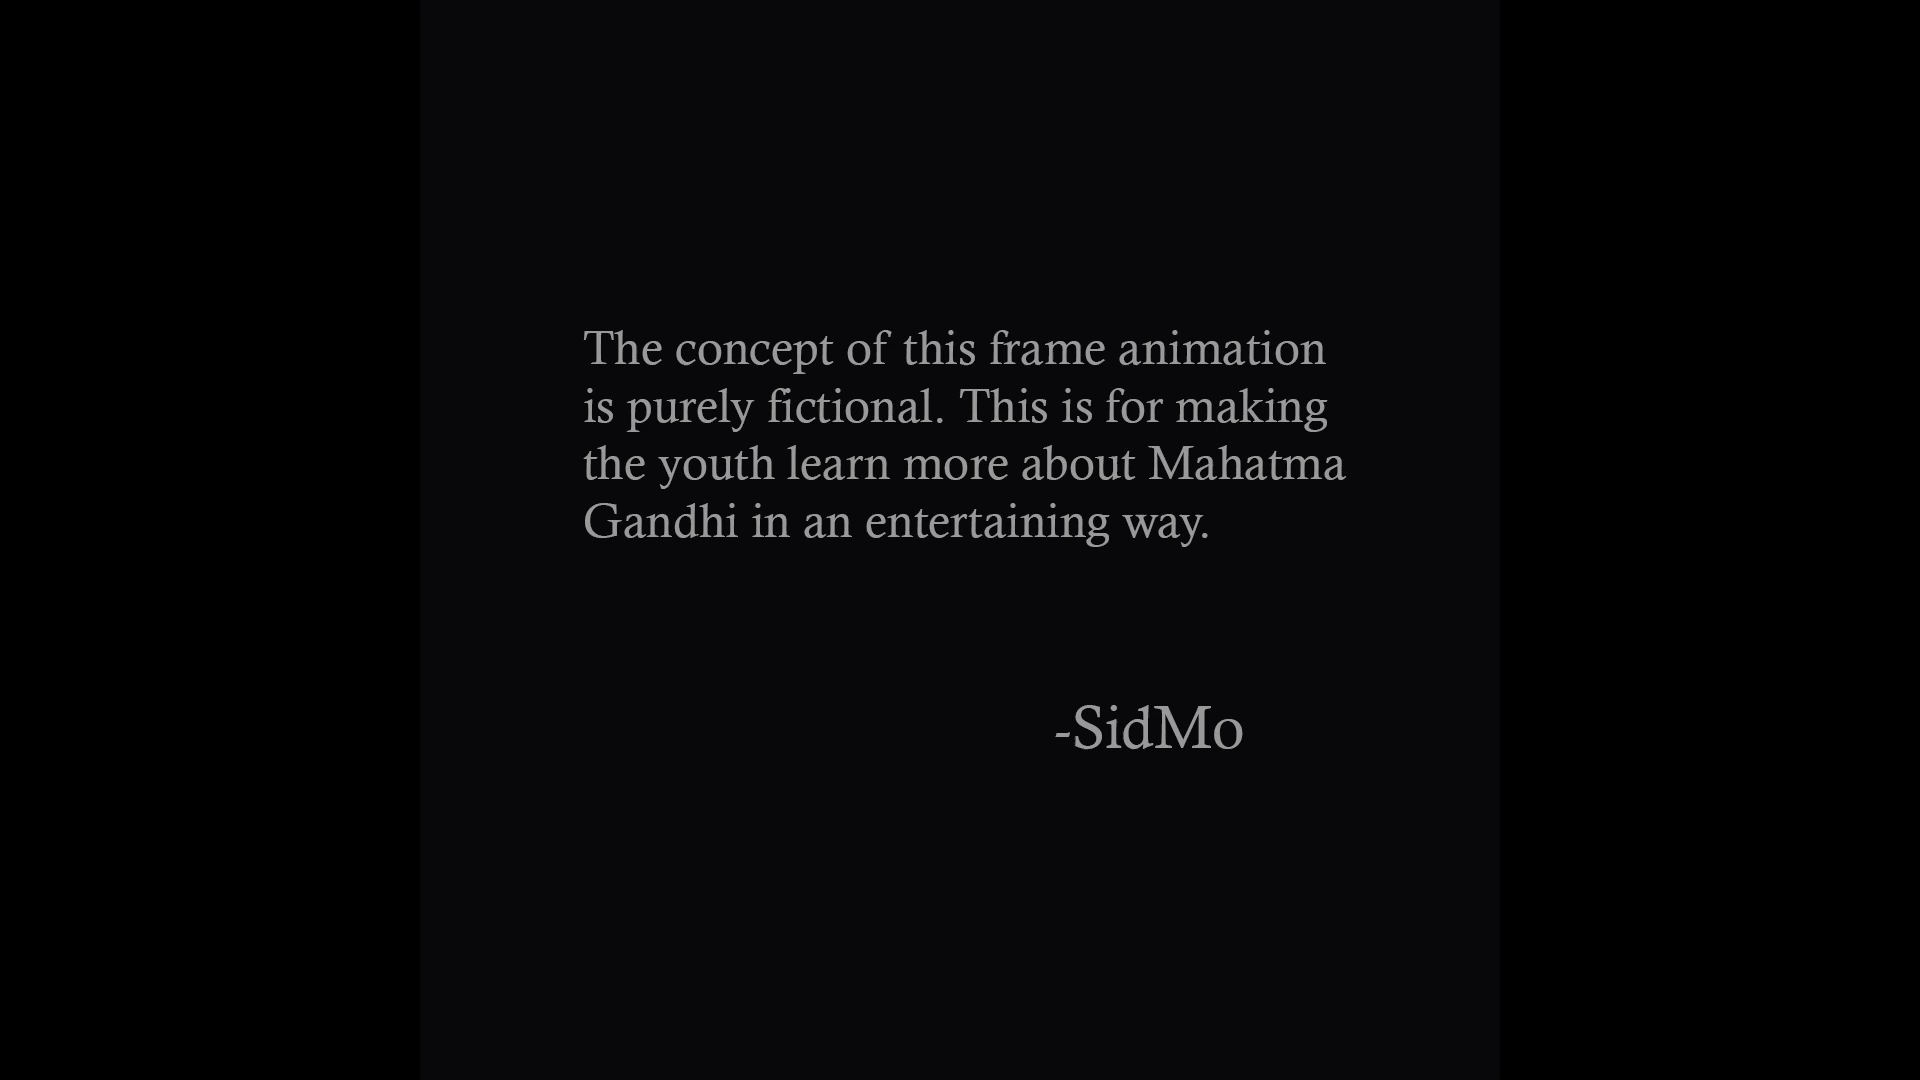 The concept of this frame animation
is purely fictional. This is for making
the youth learn more about Mahatma
Gandhi in an entertaining way.
-SidMo